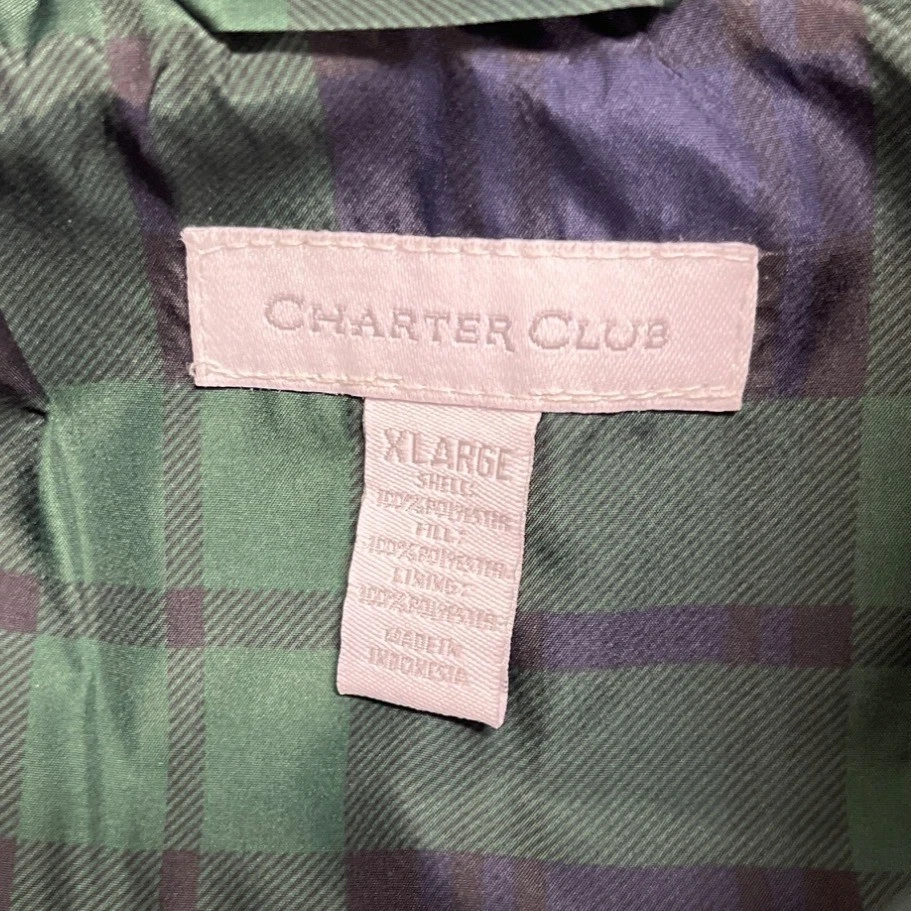 CHARTER CLUB
XLARGE
SHELL:
100%POLYESTER
FILL:
100%POLYESTER
LINING:
100%POLYESTER
MADE IN
INDONESIA